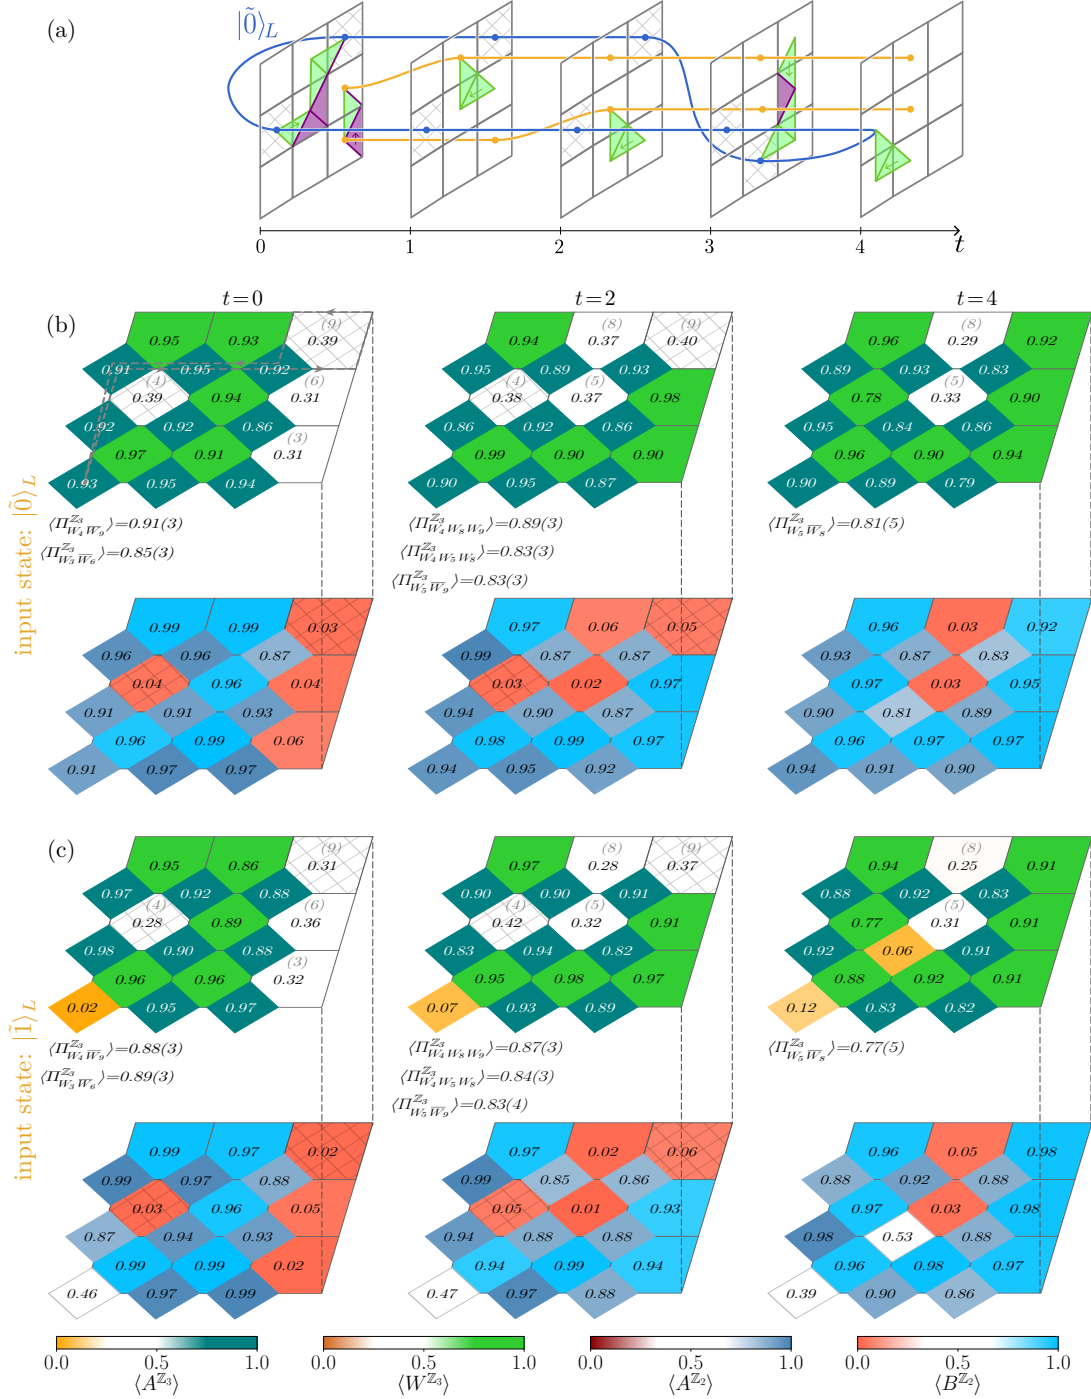 (a)
|0̃⟩_L
0 1 2 3 4 t
(b)
t=0 t=2 t=4
input state: |0̃⟩_L
0.95 0.93 (9) 0.39
0.91 0.95 0.92
(4) 0.39 0.94 (6) 0.31
0.92 0.92 0.86
0.97 0.91 (3) 0.31
0.93 0.95 0.94
⟨Π^{ℤ₃}_{W₄W̅₉}⟩=0.91(3)
⟨Π^{ℤ₃}_{W₃W̅₆}⟩=0.85(3)
0.94 (8) 0.37 (9) 0.40
0.95 0.89 0.93
(4) 0.38 (5) 0.37 0.98
0.86 0.92 0.86
0.99 0.90 0.90
0.90 0.95 0.87
⟨Π^{ℤ₃}_{W₄W₈W₉}⟩=0.89(3)
⟨Π^{ℤ₃}_{W₄W₅W₈}⟩=0.83(3)
⟨Π^{ℤ₃}_{W₅W̅₉}⟩=0.83(3)
0.96 (8) 0.29 0.92
0.89 0.93 0.83
0.78 (5) 0.33 0.90
0.95 0.84 0.86
0.96 0.90 0.94
0.90 0.89 0.79
⟨Π^{ℤ₃}_{W₅W̅₈}⟩=0.81(5)
0.99 0.99 0.03
0.96 0.96 0.87
0.04 0.96 0.04
0.91 0.91 0.93
0.96 0.99 0.06
0.91 0.97 0.97
0.97 0.06 0.05
0.99 0.87 0.87
0.03 0.02 0.97
0.94 0.90 0.87
0.98 0.99 0.97
0.94 0.95 0.92
0.96 0.03 0.92
0.93 0.87 0.83
0.97 0.03 0.95
0.90 0.81 0.89
0.96 0.97 0.97
0.94 0.91 0.90
(c)
input state: |1̃⟩_L
0.95 0.86 (9) 0.31
0.97 0.92 0.88
(4) 0.28 0.89 (6) 0.36
0.98 0.90 0.88
0.96 0.96 (3) 0.32
0.02 0.95 0.97
⟨Π^{ℤ₃}_{W₄W̅₉}⟩=0.88(3)
⟨Π^{ℤ₃}_{W₃W̅₆}⟩=0.89(3)
0.97 (8) 0.28 (9) 0.37
0.90 0.90 0.91
(4) 0.42 (5) 0.32 0.91
0.83 0.94 0.82
0.95 0.98 0.97
0.07 0.93 0.89
⟨Π^{ℤ₃}_{W₄W₈W₉}⟩=0.87(3)
⟨Π^{ℤ₃}_{W₄W₅W₈}⟩=0.84(3)
⟨Π^{ℤ₃}_{W₅W̅₉}⟩=0.83(4)
0.94 (8) 0.25 0.91
0.88 0.92 0.83
0.77 (5) 0.31 0.91
0.92 0.06 0.91
0.88 0.92 0.91
0.12 0.83 0.82
⟨Π^{ℤ₃}_{W₅W̅₈}⟩=0.77(5)
0.99 0.97 0.02
0.99 0.97 0.88
0.03 0.96 0.05
0.87 0.94 0.93
0.99 0.99 0.02
0.46 0.97 0.99
0.97 0.02 0.06
0.99 0.85 0.86
0.05 0.01 0.93
0.94 0.88 0.88
0.94 0.99 0.94
0.47 0.97 0.88
0.96 0.05 0.98
0.88 0.92 0.88
0.97 0.03 0.98
0.98 0.53 0.88
0.96 0.98 0.97
0.39 0.90 0.86
0.0 0.5 1.0 0.0 0.5 1.0 0.0 0.5 1.0 0.0 0.5 1.0
⟨A^{ℤ₃}⟩ ⟨W^{ℤ₃}⟩ ⟨A^{ℤ₂}⟩ ⟨B^{ℤ₂}⟩